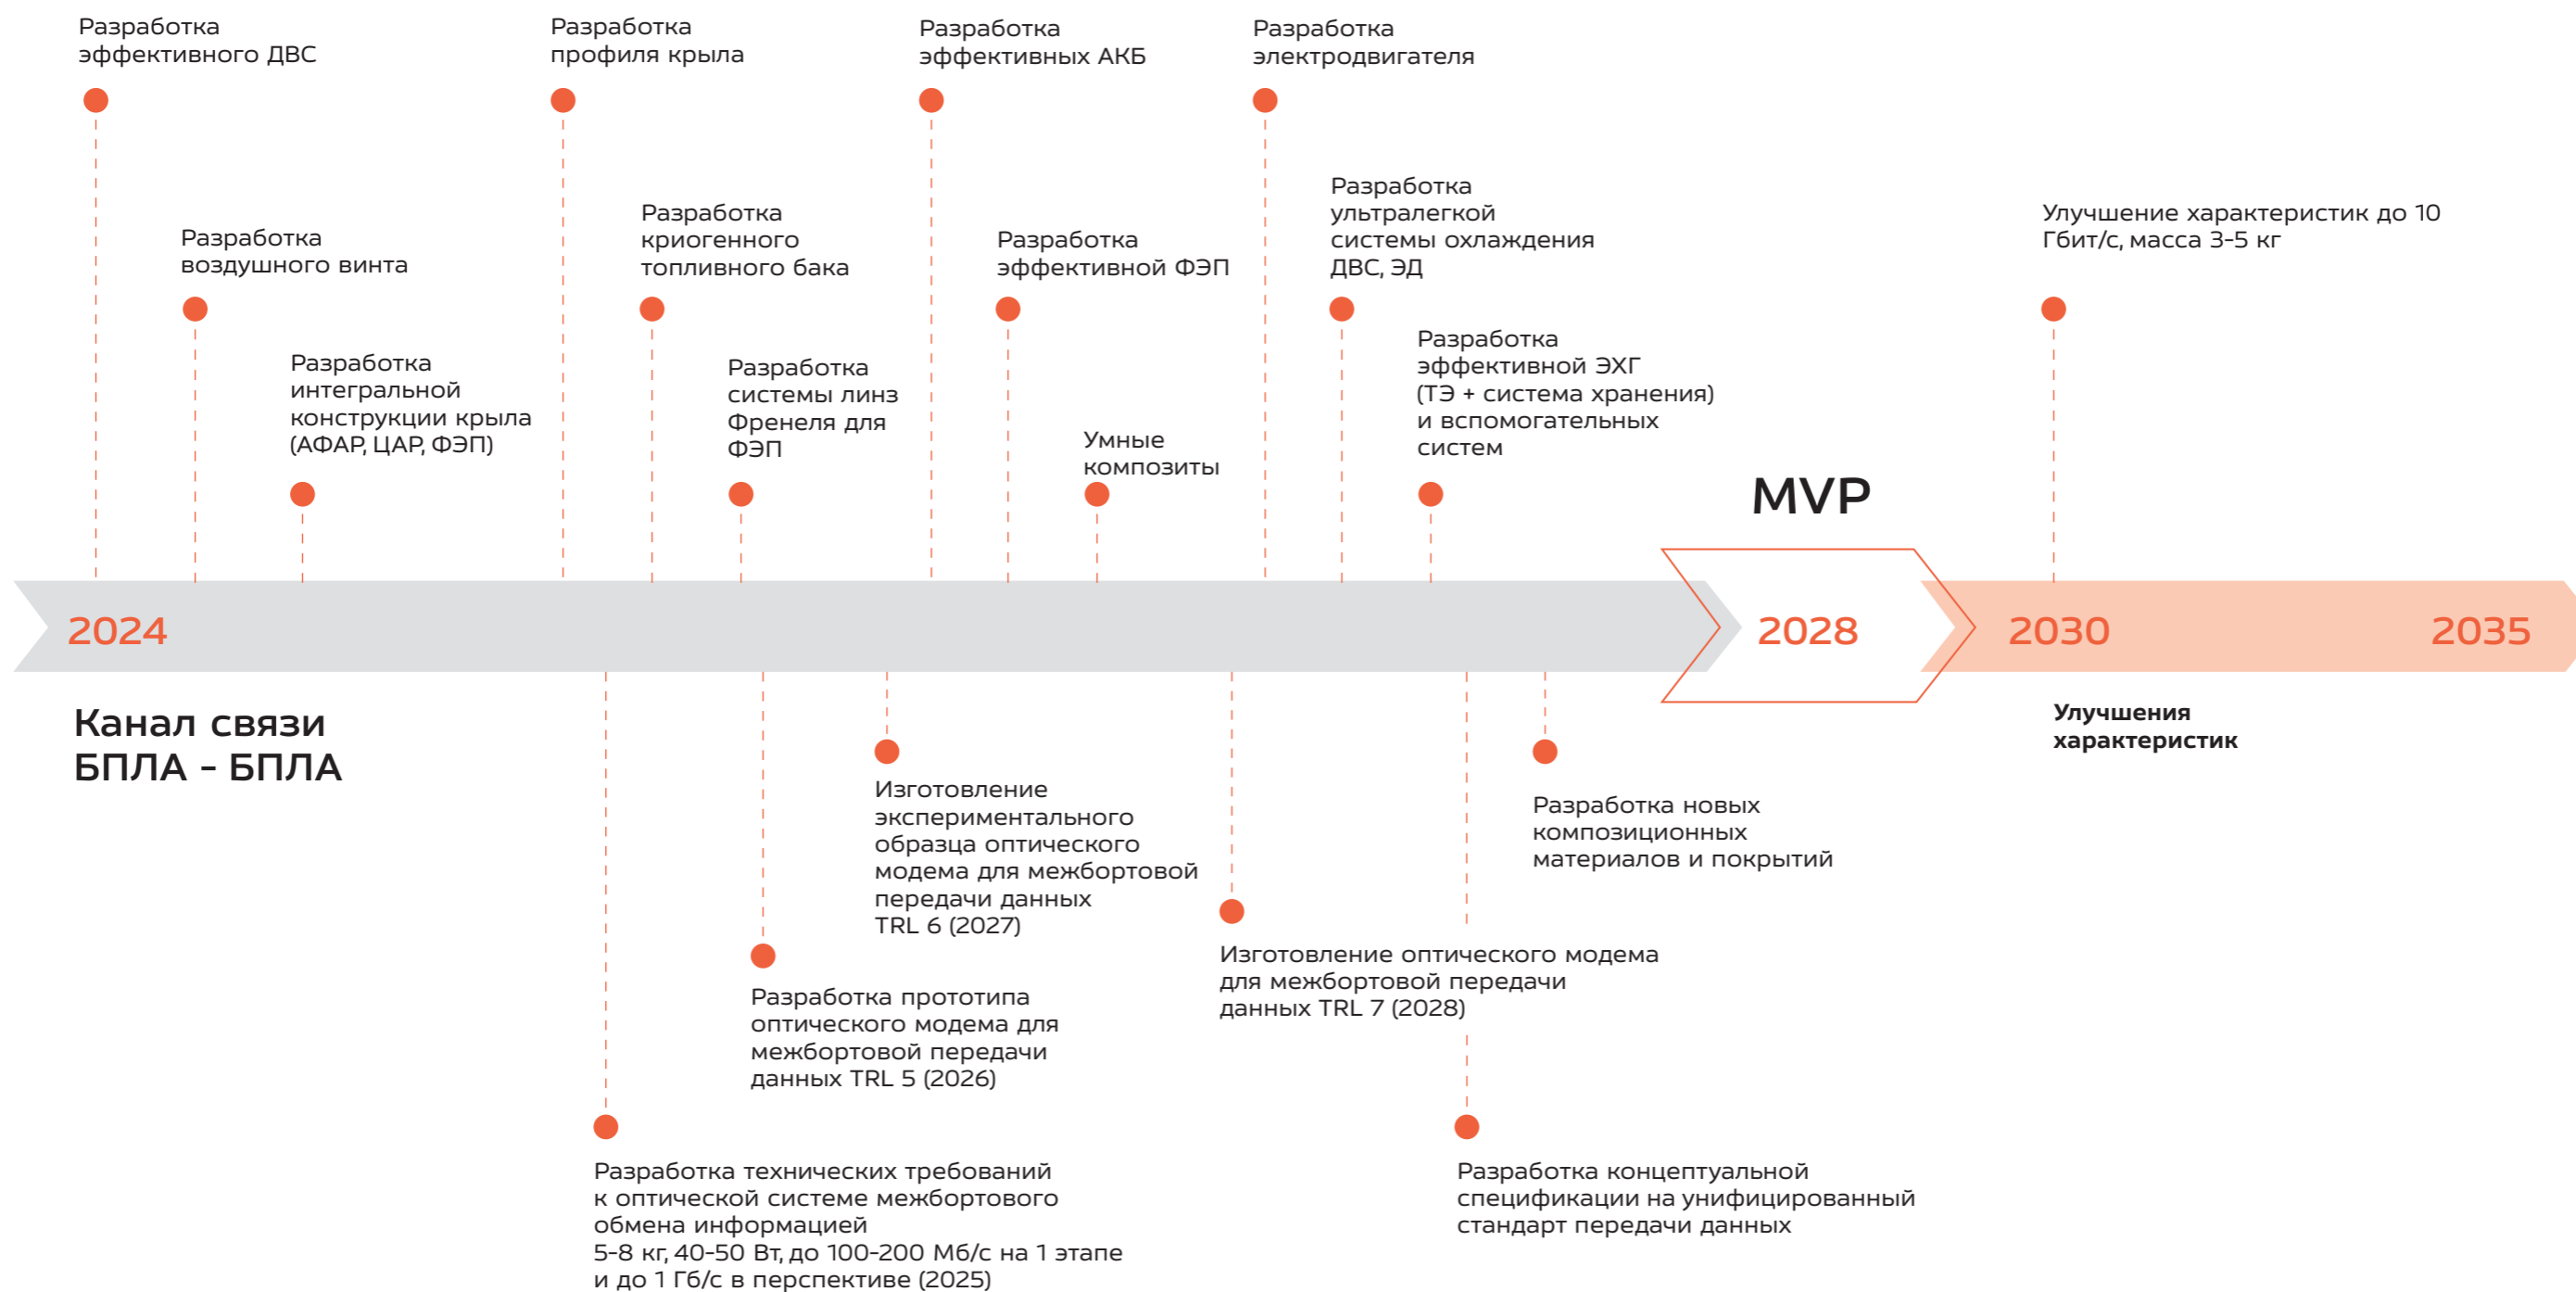 Разработка
эффективного ДВС
Разработка
профиля крыла
Разработка
эффективных АКБ
Разработка
электродвигателя
Разработка
воздушного винта
Разработка
криогенного
топливного бака
Разработка
эффективной ФЭП
Разработка
ультралегкой
системы охлаждения
ДВС, ЭД
Улучшение характеристик до 10
Гбит/с, масса 3-5 кг
Разработка
интегральной
конструкции крыла
(АФАР, ЦАР, ФЭП)
Разработка
системы линз
Френеля для
ФЭП
Умные
композиты
Разработка
эффективной ЭХГ
(ТЭ + система хранения)
и вспомогательных
систем
MVP
2024
2028
2030
2035
Канал связи
БПЛА - БПЛА
Улучшения
характеристик
Изготовление
экспериментального
образца оптического
модема для межбортовой
передачи данных
TRL 6 (2027)
Разработка новых
композиционных
материалов и покрытий
Изготовление оптического модема
для межбортовой передачи
данных TRL 7 (2028)
Разработка прототипа
оптического модема для
межбортовой передачи
данных TRL 5 (2026)
Разработка технических требований
к оптической системе межбортового
обмена информацией
5-8 кг, 40-50 Вт, до 100-200 Мб/с на 1 этапе
и до 1 Гб/с в перспективе (2025)
Разработка концептуальной
спецификации на унифицированный
стандарт передачи данных